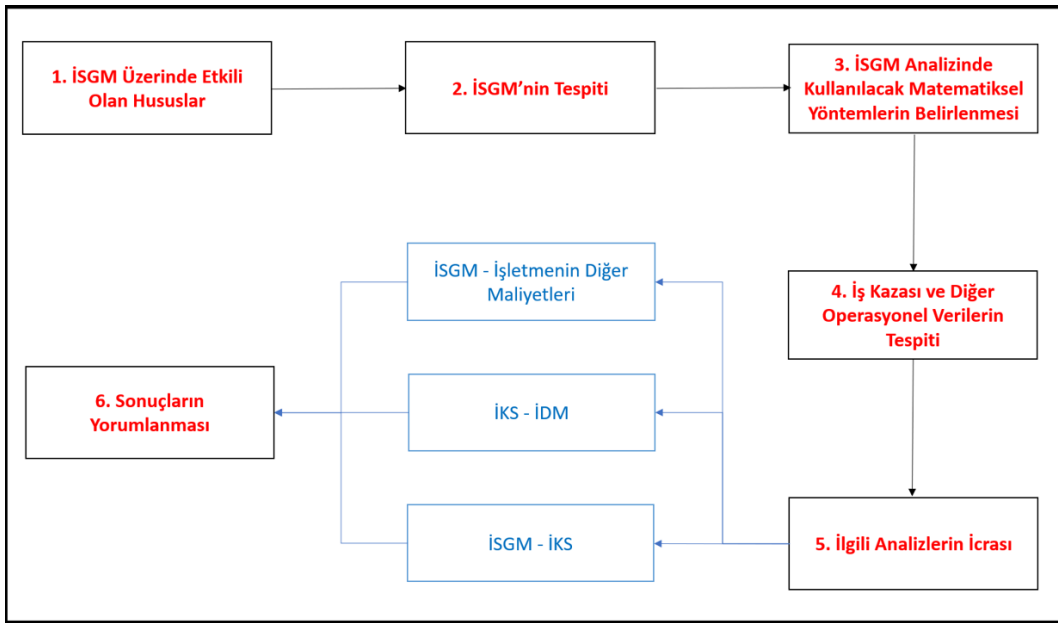 1. İSGM Üzerinde Etkili
Olan Hususlar
2. İSGM'nin Tespiti
3. İSGM Analizinde
Kullanılacak Matematiksel
Yöntemlerin Belirlenmesi
4. İş Kazası ve Diğer
Operasyonel Verilerin
Tespiti
5. İlgili Analizlerin İcrası
İSGM - İşletmenin Diğer
Maliyetleri
İKS - İDM
İSGM - İKS
6. Sonuçların
Yorumlanması